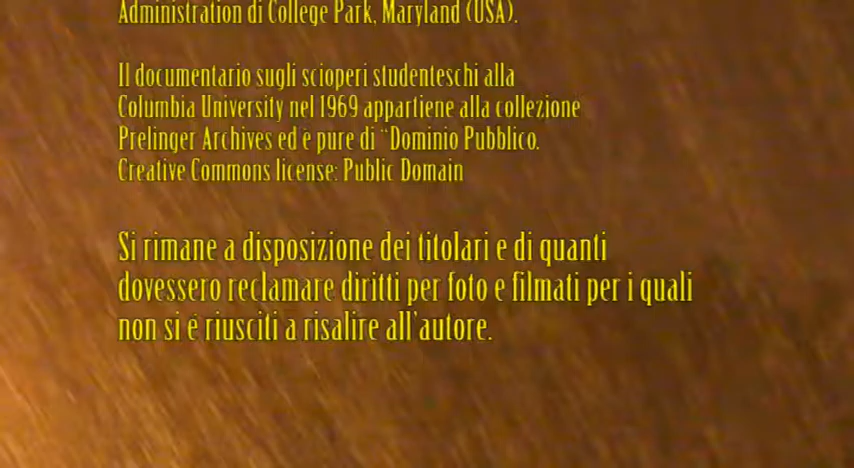 Administration di College Park, Maryland (USA).
Il documentario sugli scioperi studenteschi alla
Columbia University nel 1969 appartiene alla collezione
Prelinger Archives ed è pure di “Dominio Pubblico.
Creative Commons license: Public Domain
Si rimane a disposizione dei titolari e di quanti
dovessero reclamare diritti per foto e filmati per i quali
non si è riusciti a risalire all'autore.